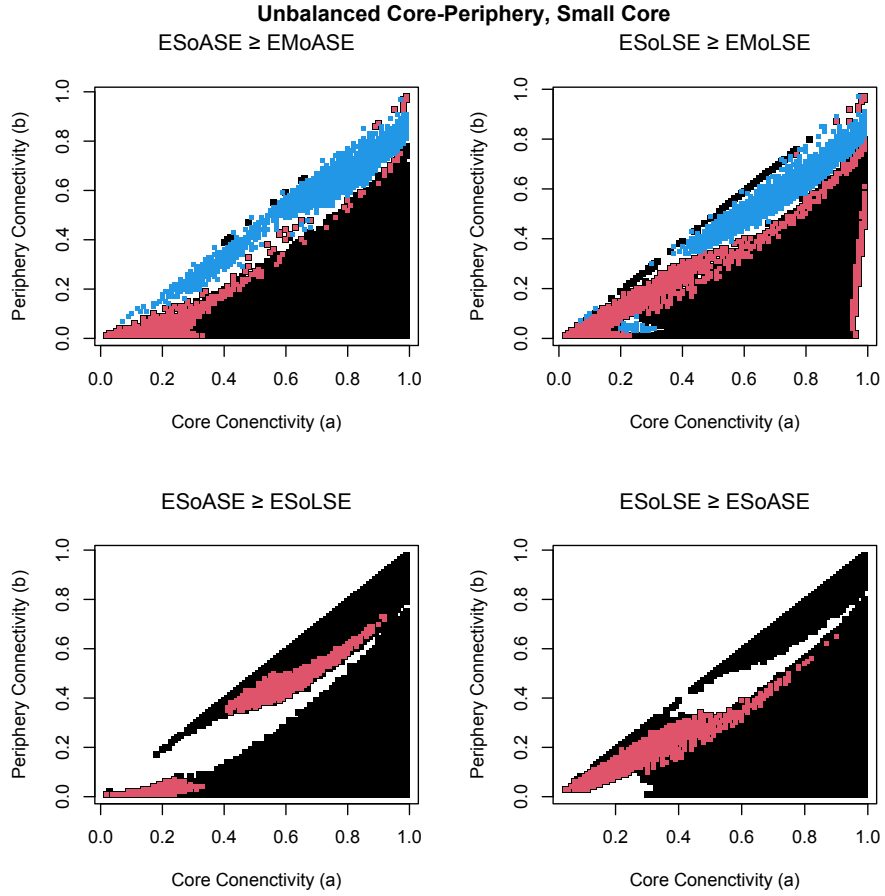 Unbalanced Core-Periphery, Small Core
ESoASE ≥ EMoASE
ESoLSE ≥ EMoLSE
Periphery Connectivity (b)
0.0 0.2 0.4 0.6 0.8 1.0
0.0 0.2 0.4 0.6 0.8 1.0
Core Conenctivity (a)
Periphery Connectivity (b)
0.0 0.2 0.4 0.6 0.8 1.0
0.0 0.2 0.4 0.6 0.8 1.0
Core Conenctivity (a)
ESoASE ≥ ESoLSE
ESoLSE ≥ ESoASE
Periphery Connectivity (b)
0.0 0.2 0.4 0.6 0.8 1.0
0.0 0.2 0.4 0.6 0.8 1.0
Core Conenctivity (a)
Periphery Connectivity (b)
0.0 0.2 0.4 0.6 0.8 1.0
0.2 0.4 0.6 0.8 1.0
Core Conenctivity (a)